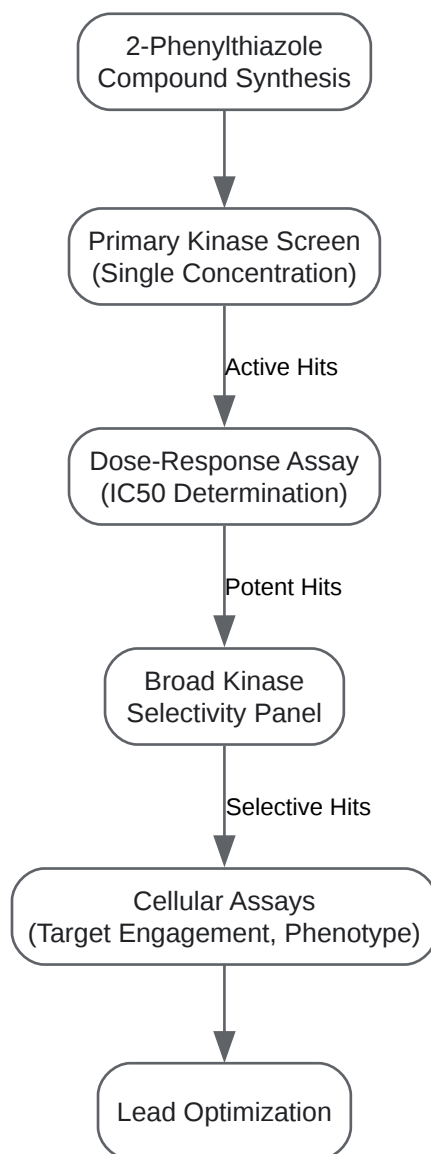 2-Phenylthiazole
Compound Synthesis
Primary Kinase Screen
(Single Concentration)
Active Hits
Dose-Response Assay
(IC50 Determination)
Potent Hits
Broad Kinase
Selectivity Panel
Selective Hits
Cellular Assays
(Target Engagement, Phenotype)
Lead Optimization